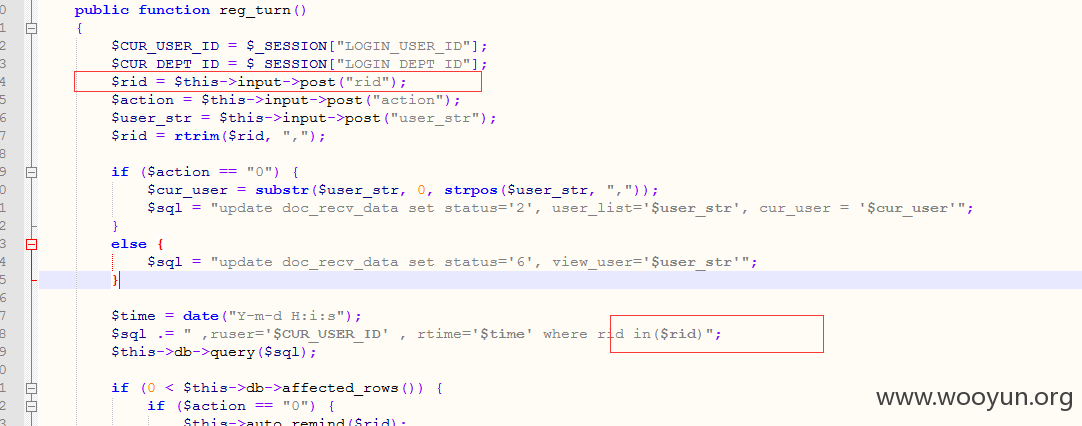 0 public function reg_turn()
1 {
2 $CUR_USER_ID = $_SESSION["LOGIN_USER_ID"];
3 $CUR_DEPT_ID = $_SESSION["LOGIN_DEPT_ID"];
4 $rid = $this->input->post("rid");
5 $action = $this->input->post("action");
6 $user_str = $this->input->post("user_str");
7 $rid = rtrim($rid, ",");
8
9 if ($action == "0") {
0 $cur_user = substr($user_str, 0, strpos($user_str, ","));
1 $sql = "update doc_recv_data set status='2', user_list='$user_str', cur_user = '$cur_user'";
2 }
3 else {
4 $sql = "update doc_recv_data set status='6', view_user='$user_str'";
5 }
6
7 $time = date("Y-m-d H:i:s");
8 $sql .= " ,ruser='$CUR_USER_ID' , rtime='$time' where rid in($rid)";
9 $this->db->query($sql);
0
1 if (0 < $this->db->affected_rows()) {
2 if ($action == "0") {
3 $this->auto_remind($rid);
www.wooyun.org